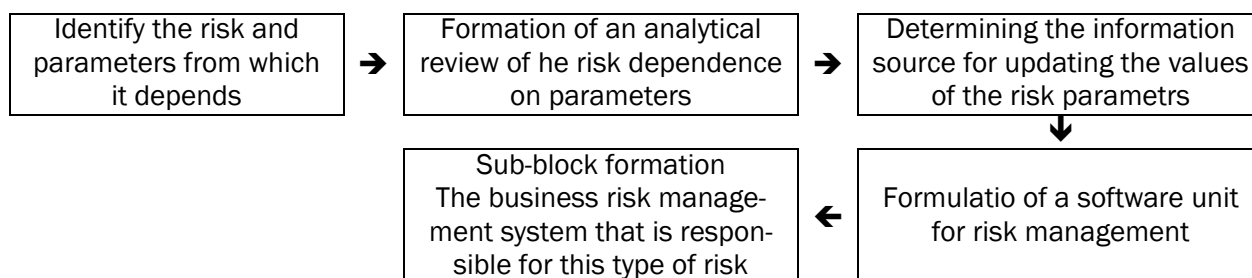 Identify the risk and
parameters from which
it depends
Formation of an analytical
review of he risk dependence
on parameters
Determining the information
source for updating the values
of the risk parametrs
Formulatio of a software unit
for risk management
Sub-block formation
The business risk manage-
ment system that is respon-
sible for this type of risk